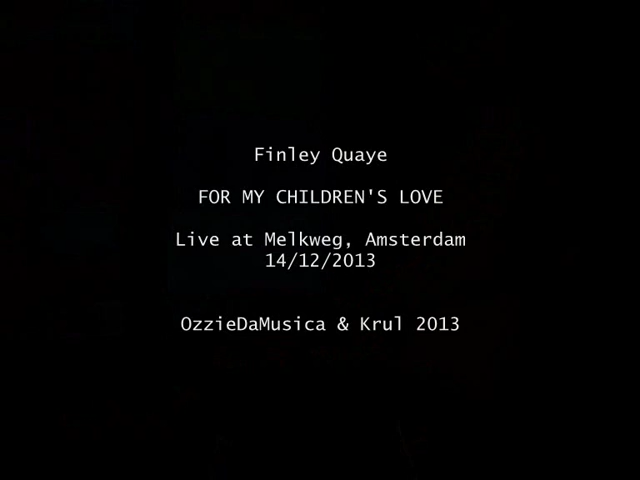 Finley Quaye
FOR MY CHILDREN'S LOVE
Live at Melkweg, Amsterdam
14/12/2013
OzzieDaMusica & Krul 2013